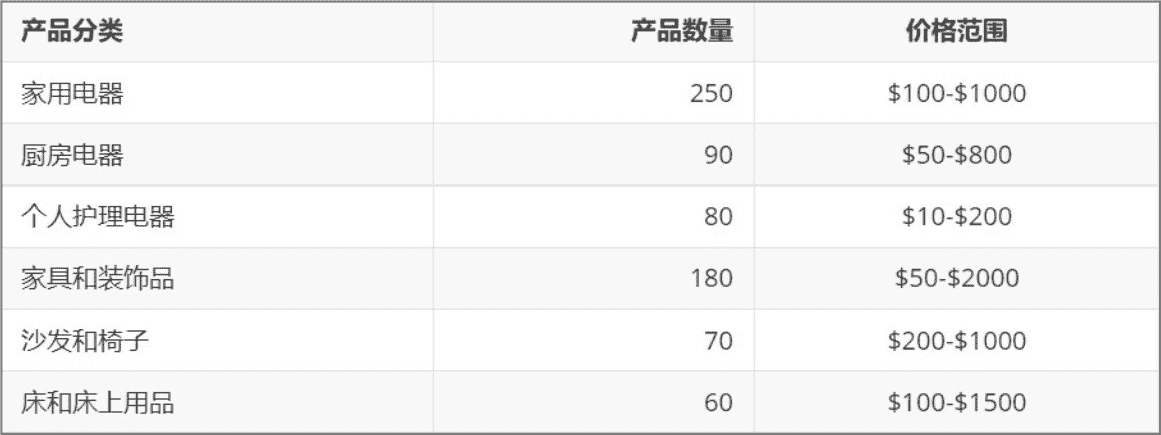 产品分类 产品数量 价格范围
家用电器 250 $100-$1000
厨房电器 90 $50-$800
个人护理电器 80 $10-$200
家具和装饰品 180 $50-$2000
沙发和椅子 70 $200-$1000
床和床上用品 60 $100-$1500